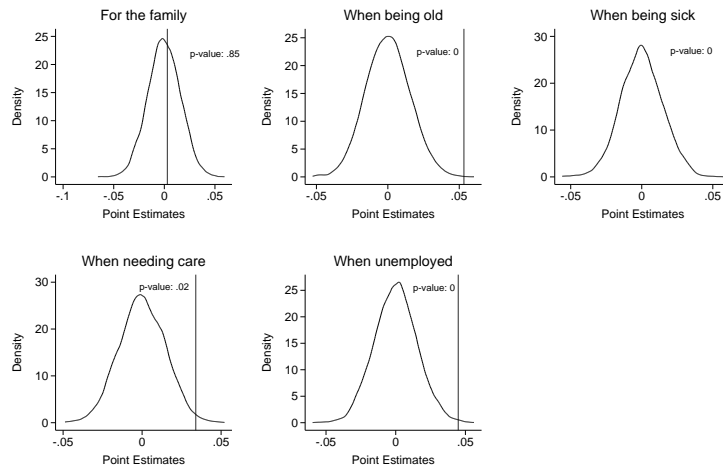 For the family
p-value: .85
Density
25
20
15
10
5
0
-.1 -.05 0 .05
Point Estimates
When being old
p-value: 0
Density
25
20
15
10
5
0
-.05 0 .05
Point Estimates
When being sick
p-value: 0
Density
30
20
10
0
-.05 0 .05
Point Estimates
When needing care
p-value: .02
Density
30
20
10
0
-.05 0 .05
Point Estimates
When unemployed
p-value: 0
Density
25
20
15
10
5
0
-.05 0 .05
Point Estimates